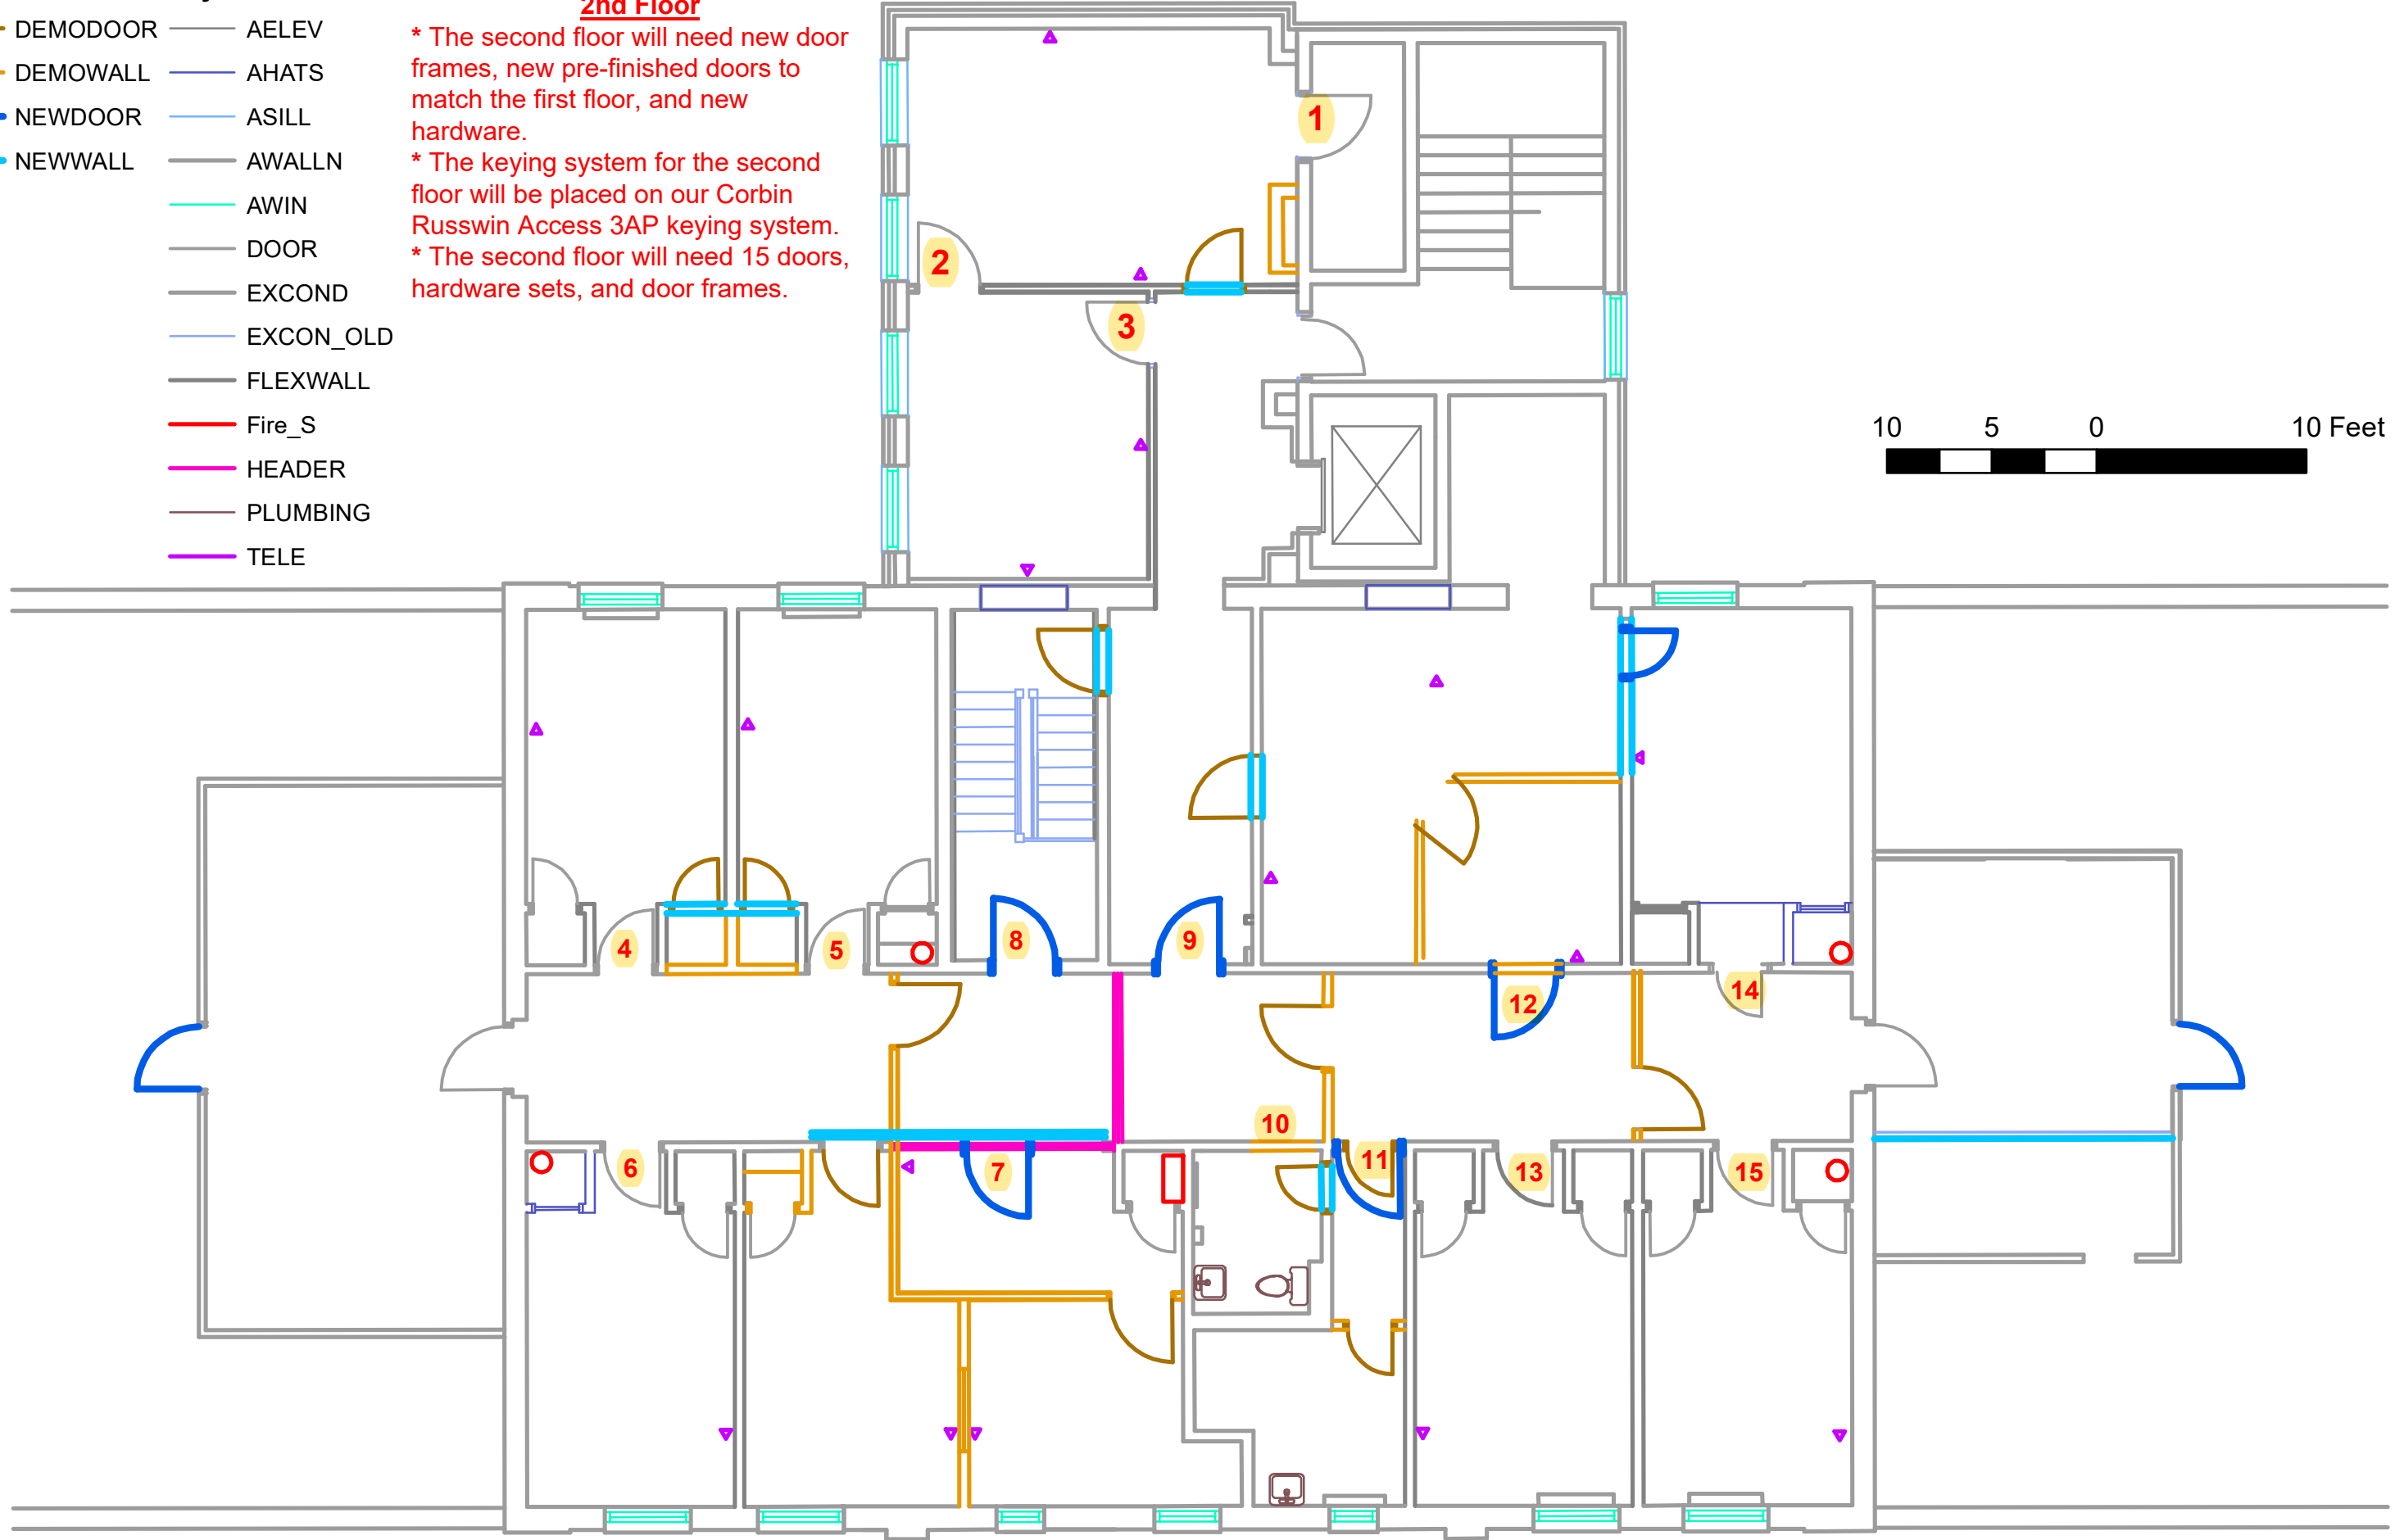 2nd Floor
DEMODOOR
DEMOWALL
NEWDOOR
NEWWALL
AELEV
AHATS
ASILL
AWALLN
AWIN
DOOR
EXCOND
EXCON_OLD
FLEXWALL
Fire_S
HEADER
PLUMBING
TELE
* The second floor will need new door
frames, new pre-finished doors to
match the first floor, and new
hardware.
* The keying system for the second
floor will be placed on our Corbin
Russwin Access 3AP keying system.
* The second floor will need 15 doors,
hardware sets, and door frames.
1
2
3
10 5 0 10 Feet
4
5
8
9
12
14
6
7
10
11
13
15